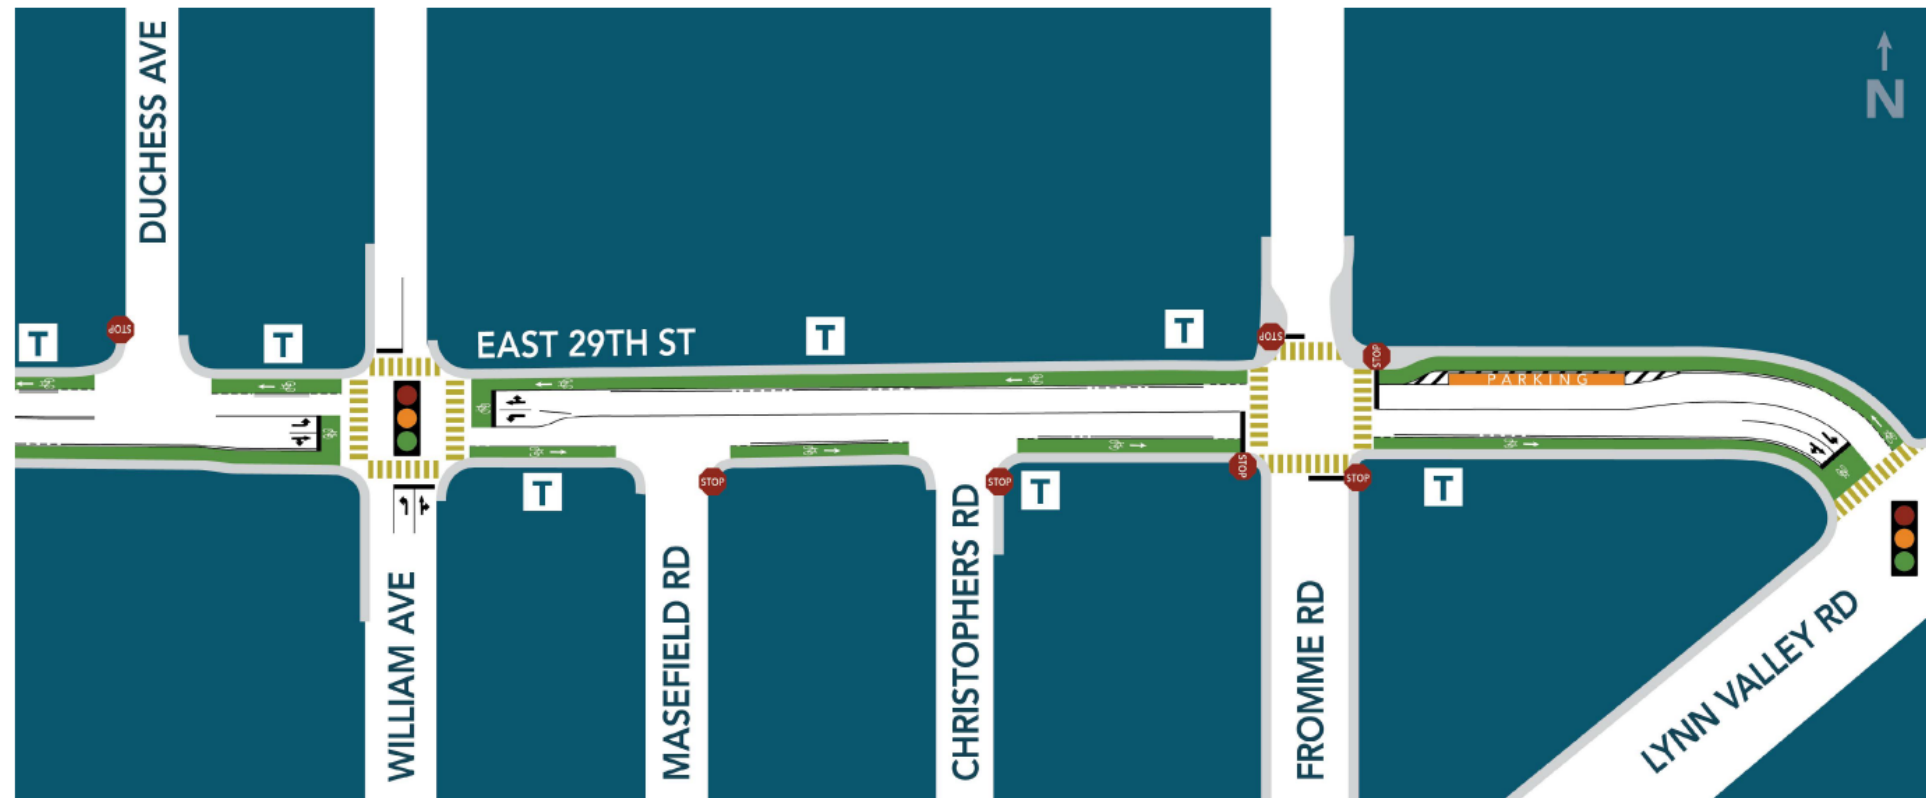 DUCHESS AVE
N
STOP
T
T
EAST 29TH ST
T
T
STOP
STOP
PARKING
T
STOP
STOP
T
STOP
STOP
T
WILLIAM AVE
MASEFIELD RD
CHRISTOPHERS RD
FROMME RD
LYNN VALLEY RD